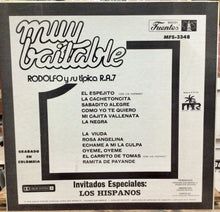 muy
bailable
Fuentes
MFS-3348
RODOLFO y su típica R.A.7
EL ESPEJITO
LA CACHETONCITA
SABADITO ALEGRE
COMO YO TE QUIERO
MI CAJITA VALLENATA
LA NEGRA
LA VIUDA
ROSA ANGELINA
ECHAME A MI LA CULPA
OYEME, OYEME
EL CARRITO DE TOMAS
RAMITA DE PAYANDE
GRABADO EN
COLOMBIA
Invitados Especiales:
LOS HISPANOS